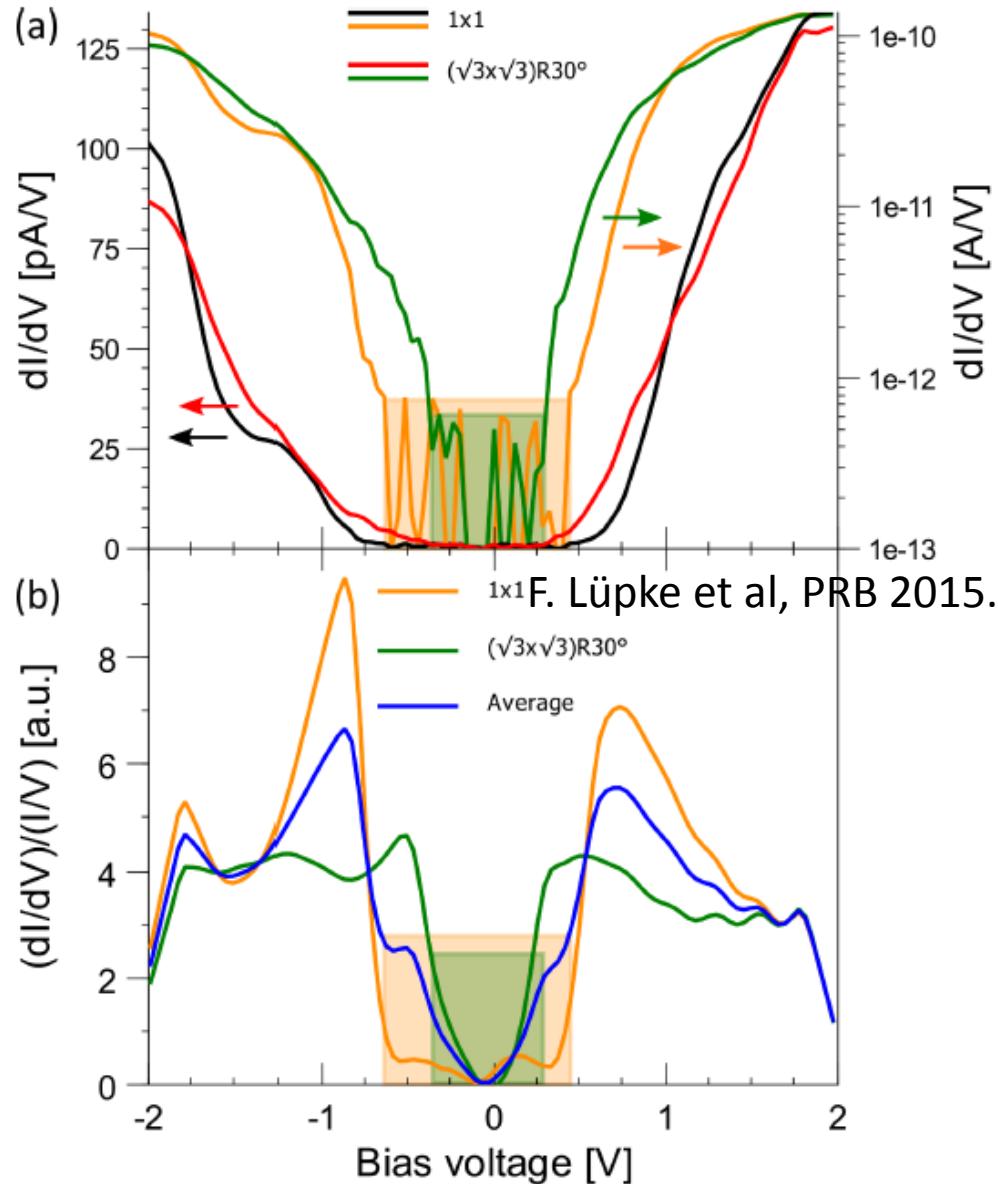 (a)
1x1
(√3x√3)R30°
125
100
75
50
25
0
dI/dV [pA/V]
1e-10
1e-11
1e-12
1e-13
dI/dV [A/V]
(b)
1x1
F. Lüpke et al, PRB 2015.
(√3x√3)R30°
Average
8
6
4
2
0
(dI/dV)/(I/V) [a.u.]
-2 -1 0 1 2
Bias voltage [V]